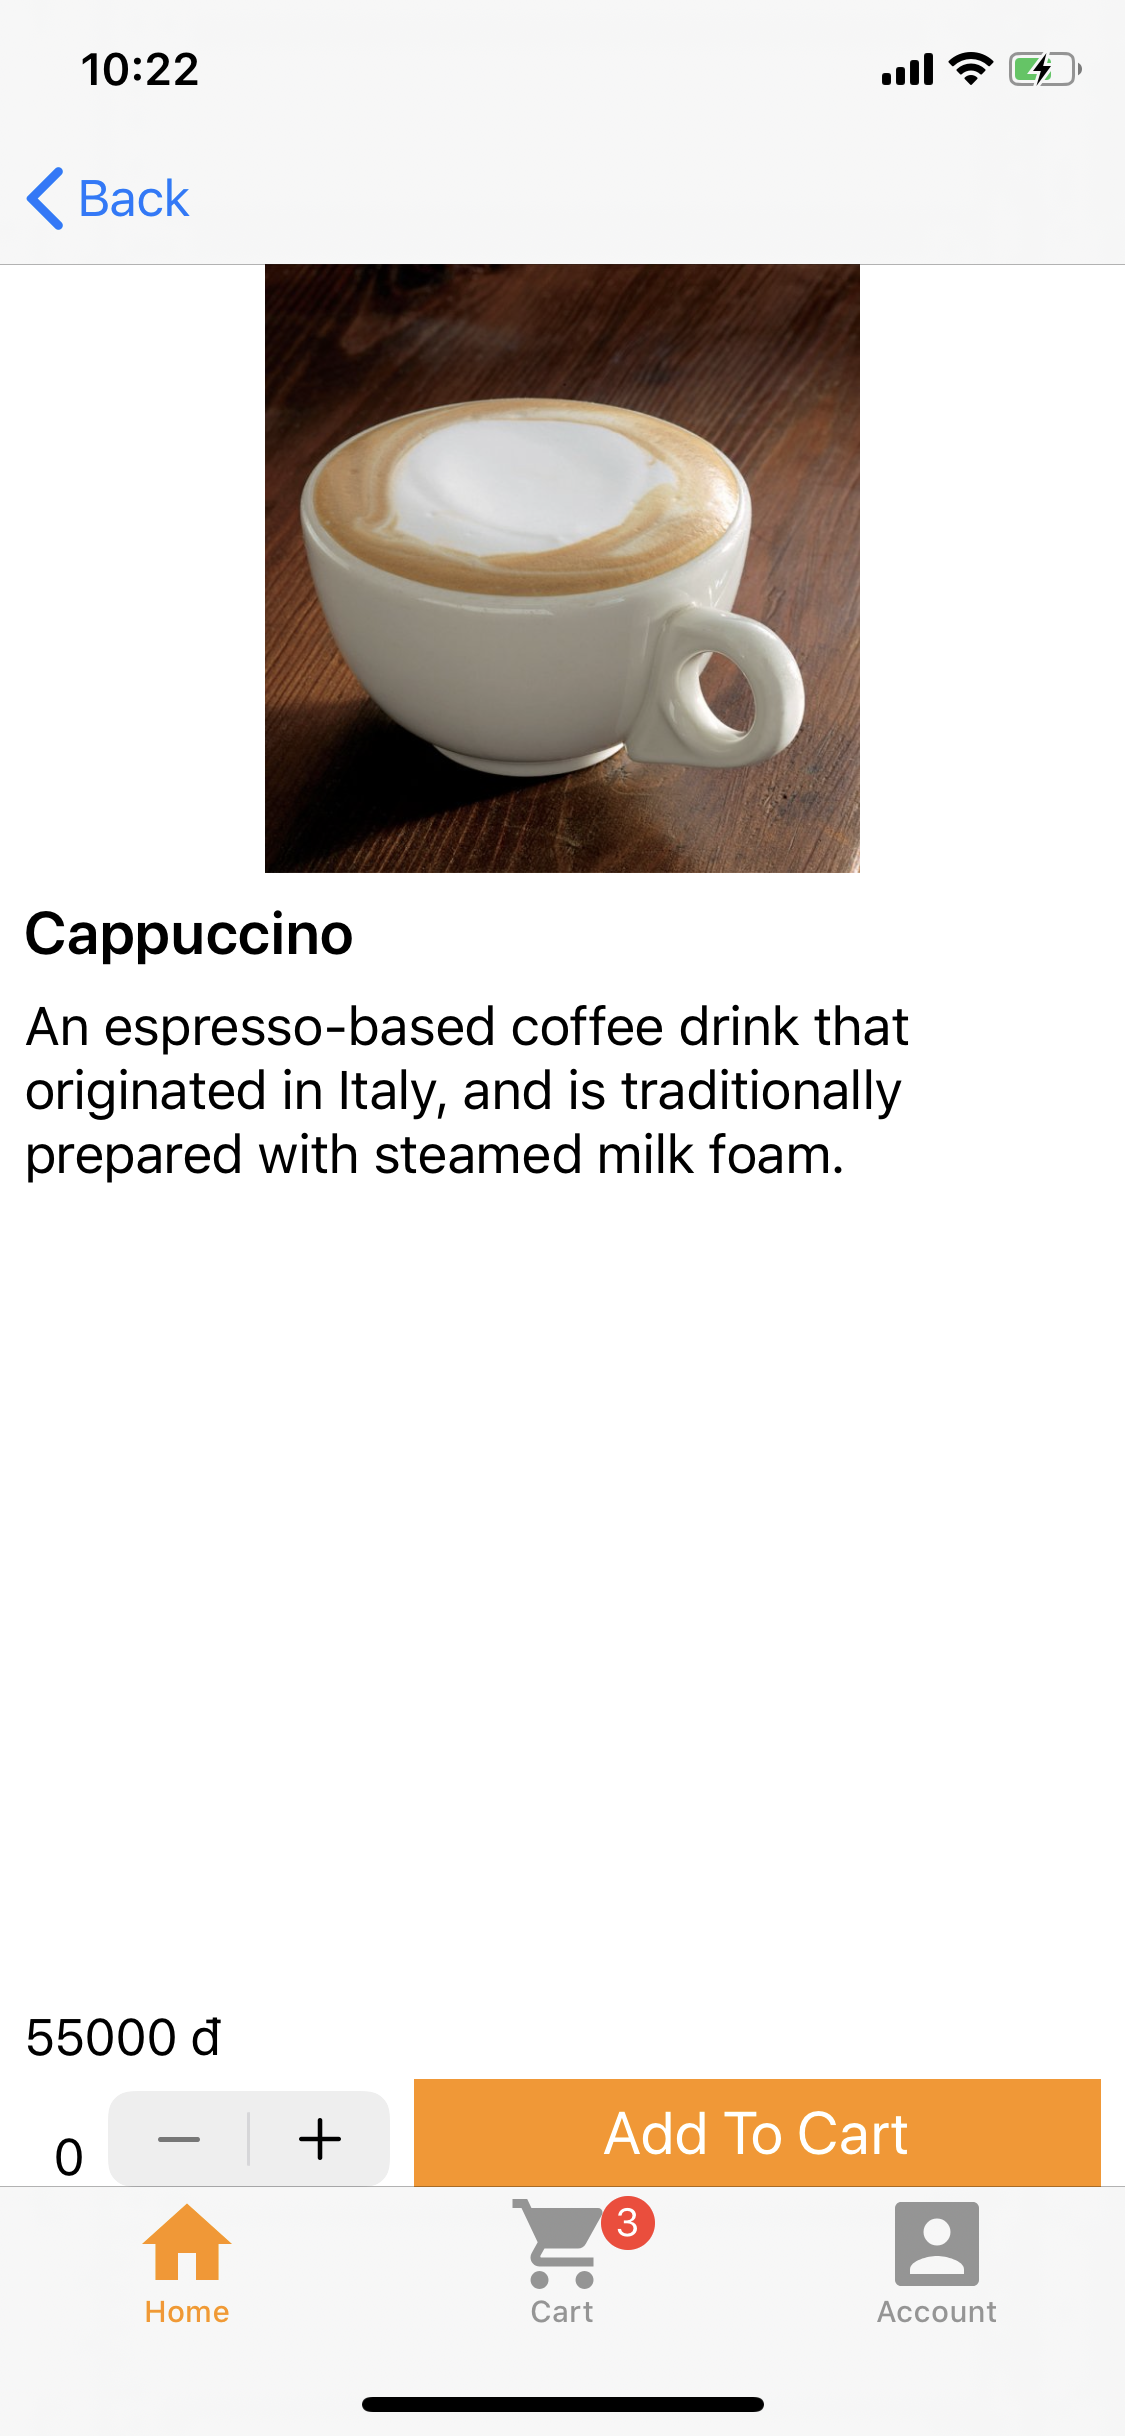 10:22
Back
Cappuccino
An espresso-based coffee drink that
originated in Italy, and is traditionally
prepared with steamed milk foam.
55000 đ
0
Add To Cart
3
Home
Cart
Account